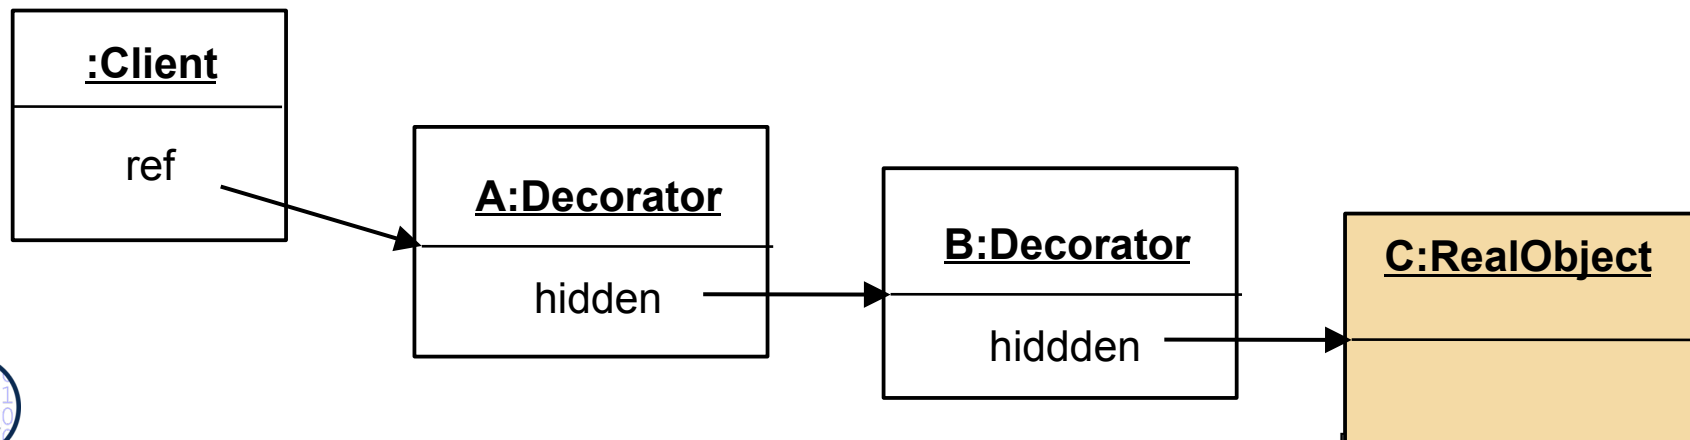 :Client
ref
A:Decorator
hidden
B:Decorator
hiddden
C:RealObject